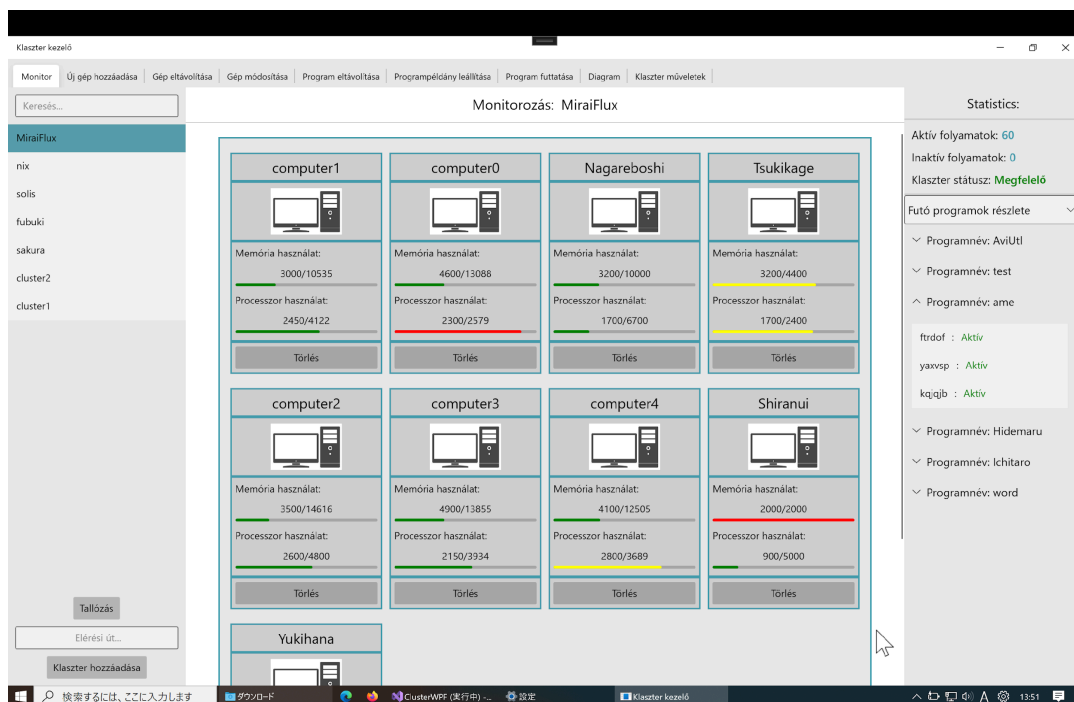 Klaszter kezelő
Monitor Új gép hozzáadása Gép eltávolítása Gép módosítása Program eltávolítása Programpéldány leállítása Program futtatása Diagram Klaszter műveletek
Keresés...
MiraiFlux
nix
solis
fubuki
sakura
cluster2
cluster1
Tallózás
Elérési út...
Klaszter hozzáadása
Monitorozás: MiraiFlux
computer1 computer0 Nagareboshi Tsukikage
Memória használat: Memória használat: Memória használat: Memória használat:
3000/10535 4600/13088 3200/10000 3200/4400
Processzor használat: Processzor használat: Processzor használat: Processzor használat:
2450/4122 2300/2579 1700/6700 1700/2400
Törlés Törlés Törlés Törlés
computer2 computer3 computer4 Shiranui
Memória használat: Memória használat: Memória használat: Memória használat:
3500/14616 4900/13855 4100/12505 2000/2000
Processzor használat: Processzor használat: Processzor használat: Processzor használat:
2600/4800 2150/3934 2800/3689 900/5000
Törlés Törlés Törlés Törlés
Yukihana
Statistics:
Aktív folyamatok: 60
Inaktív folyamatok: 0
Klaszter státusz: Megfelelő
Futó programok részlete
Programnév: AviUtl
Programnév: test
Programnév: ame
ftrdof : Aktív
yaxvsp : Aktív
kqjqjb : Aktív
Programnév: Hidemaru
Programnév: Ichitaro
Programnév: word
検索するには、ここに入力します ダウンロード ClusterWPF (実行中) -... 設定 Klaszter kezelő A 13:51